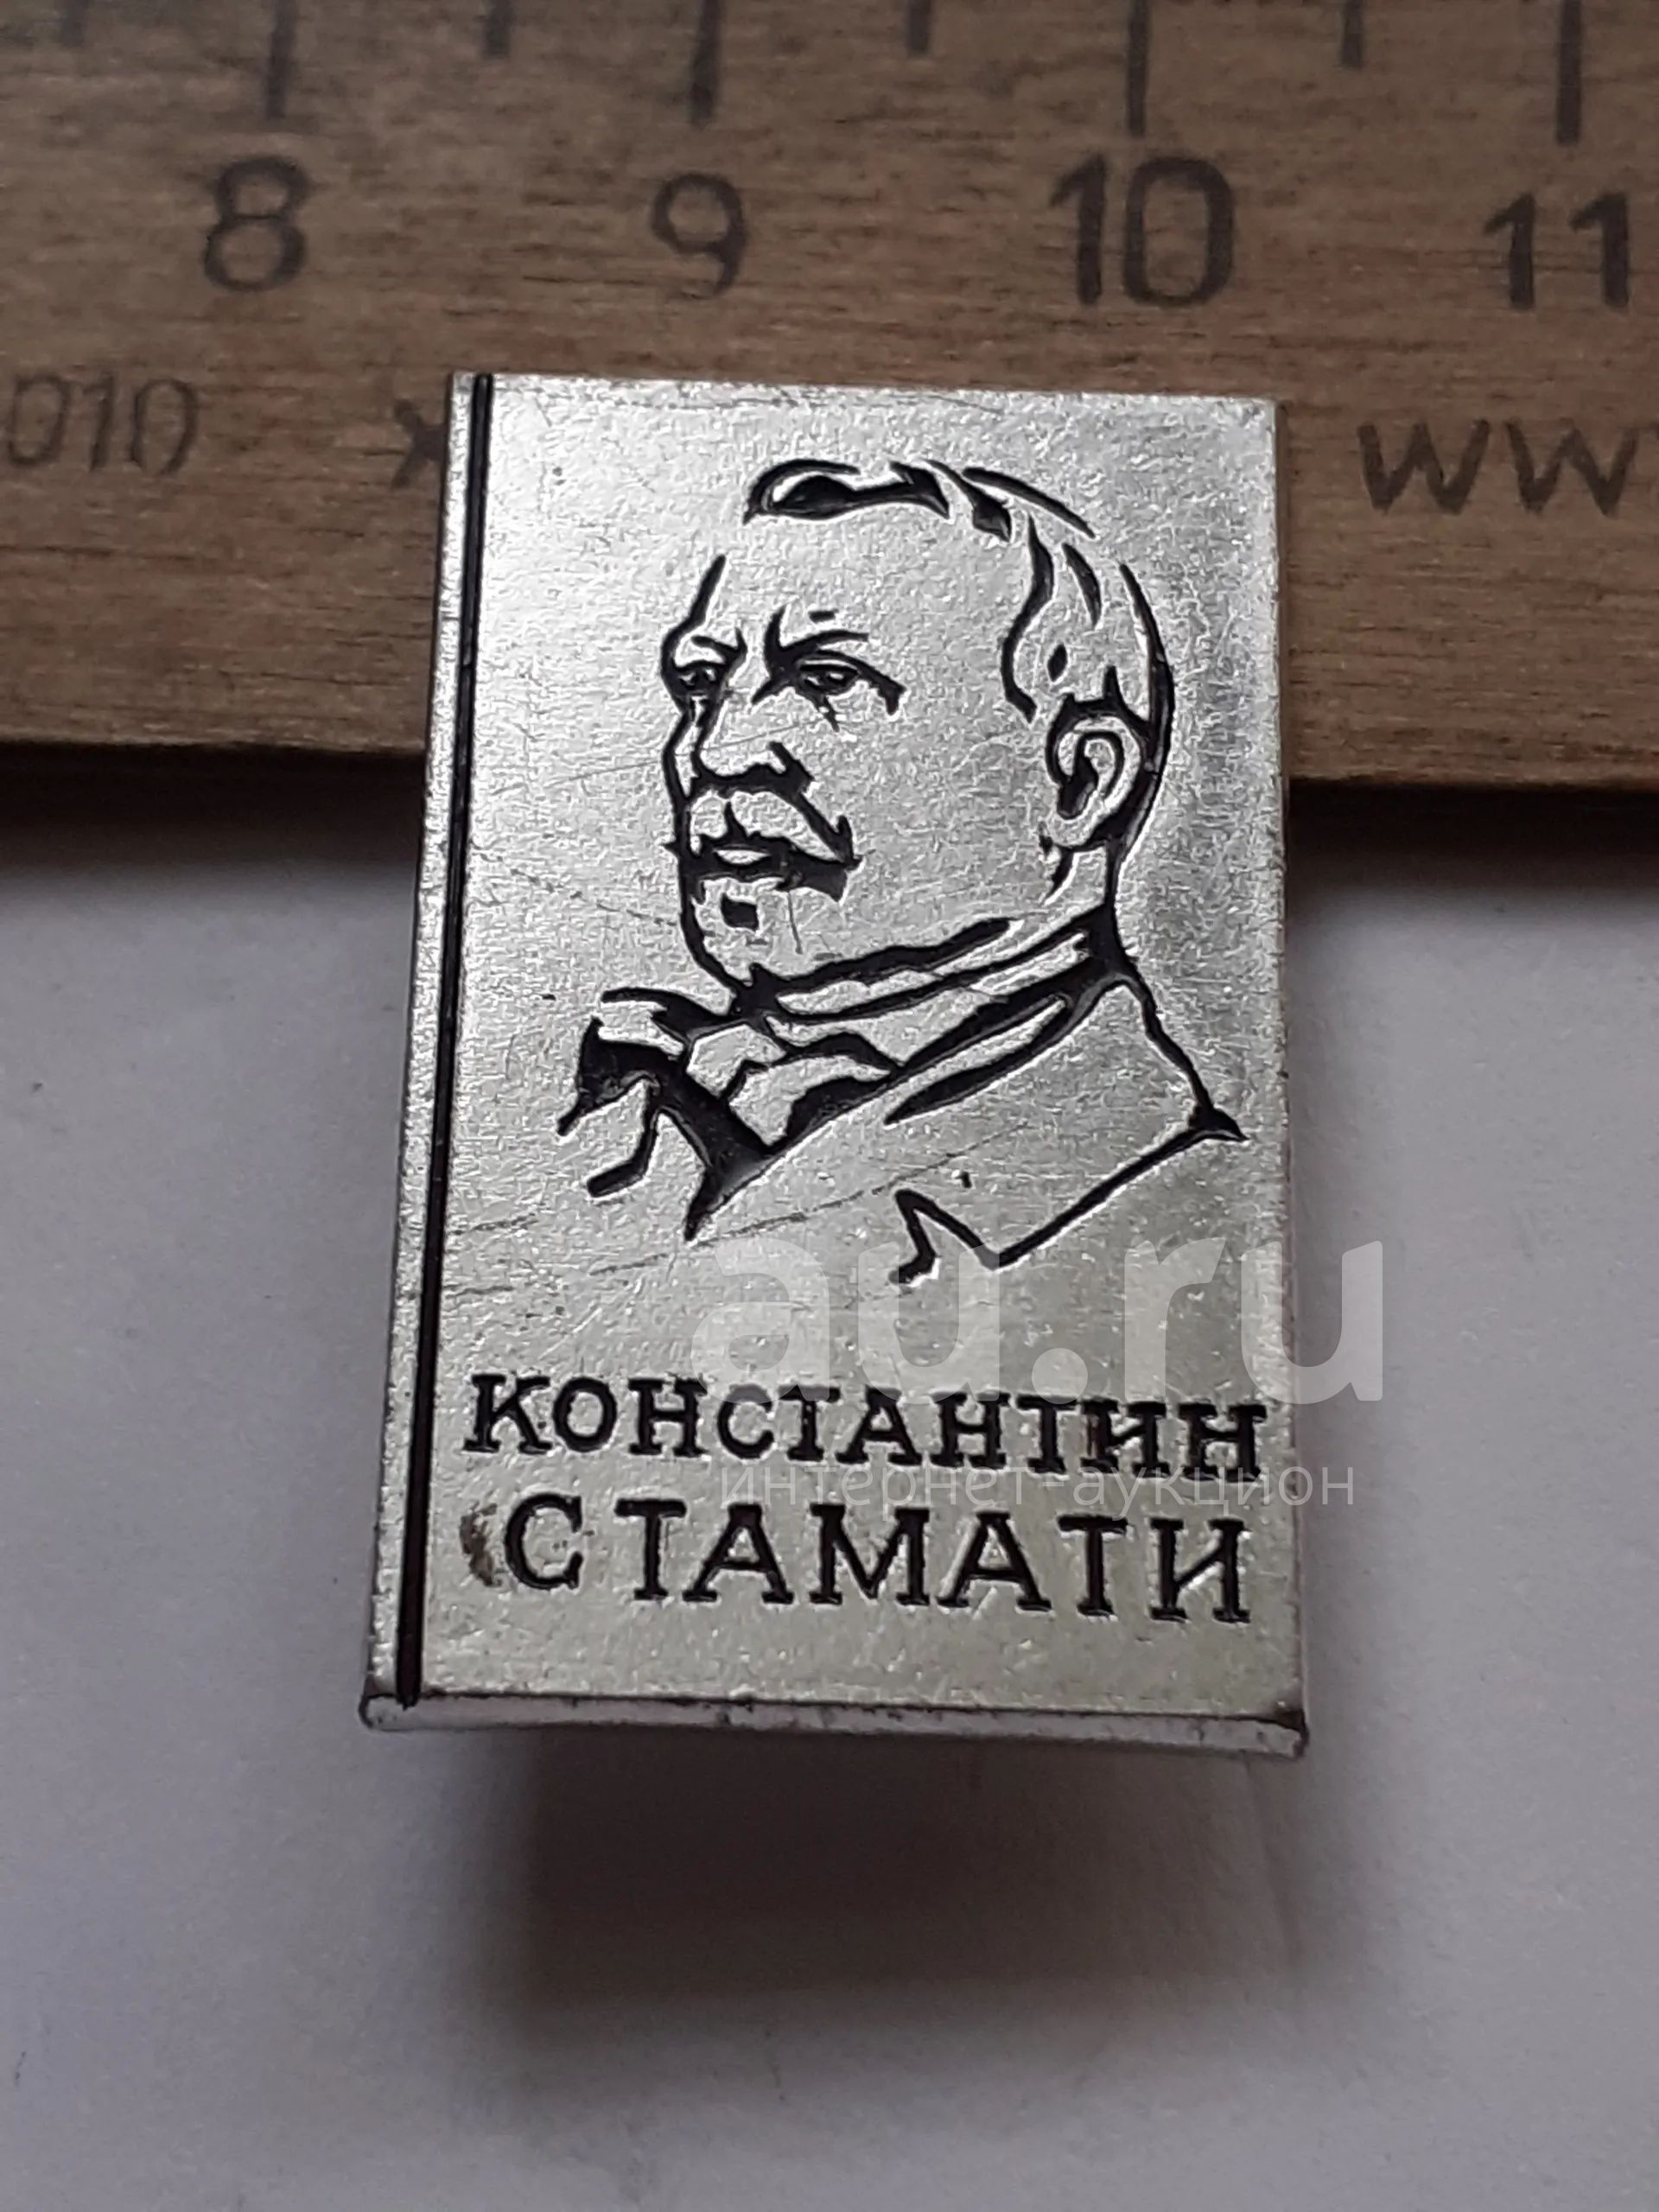 8 9 10 11
010 x ww
au.ru
КОНСТАНТИН
интернет-аукцион
СТАМАТИ